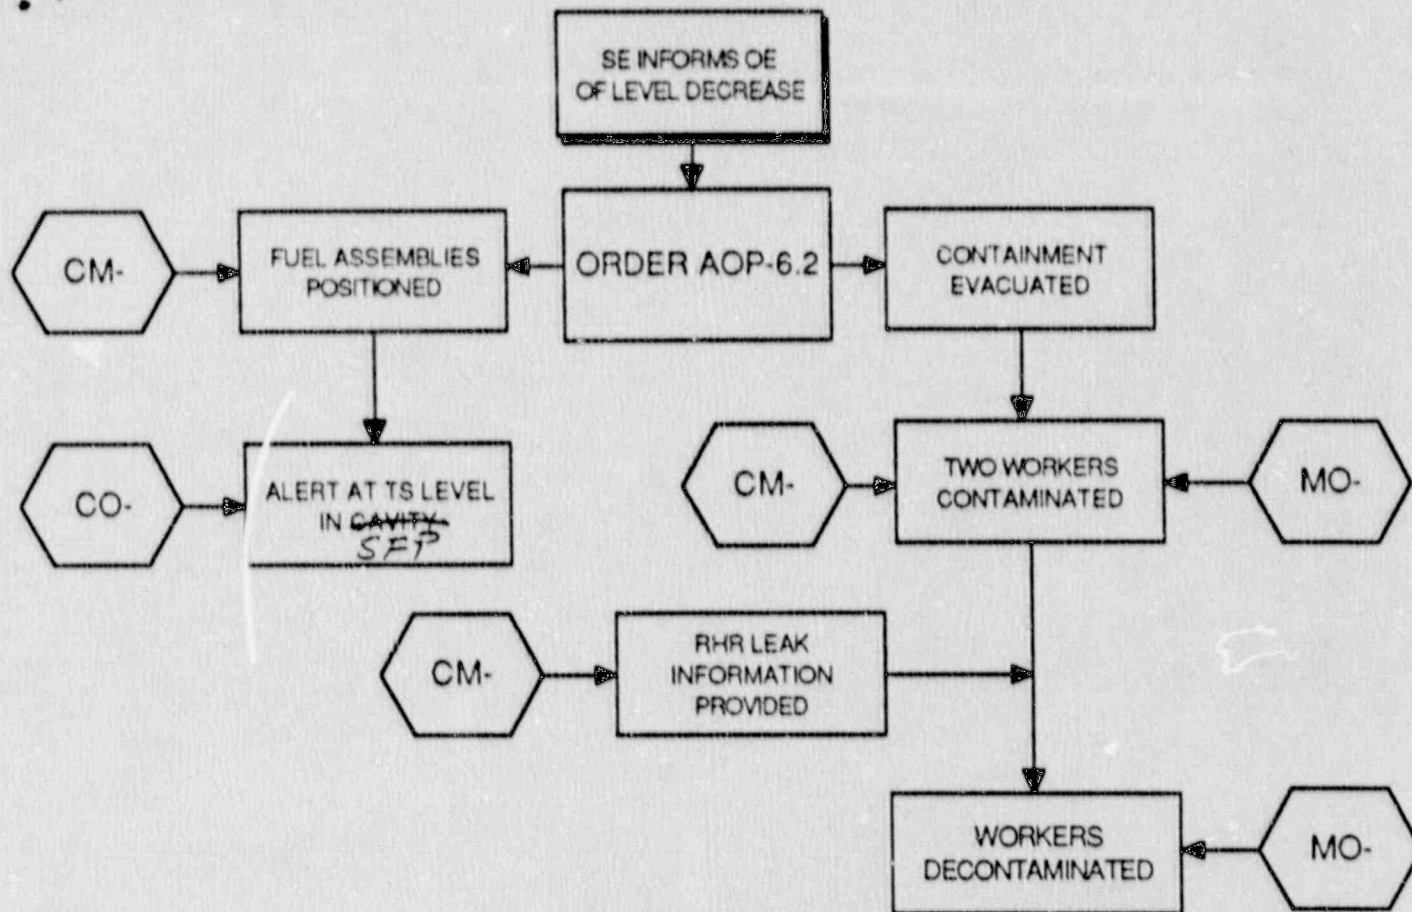 SE INFORMS OE
OF LEVEL DECREASE
CM-
FUEL ASSEMBLIES
POSITIONED
ORDER AOP-6.2
CONTAINMENT
EVACUATED
CO-
ALERT AT TS LEVEL
IN CAVITY
SFP
CM-
TWO WORKERS
CONTAMINATED
MO-
CM-
RHR LEAK
INFORMATION
PROVIDED
WORKERS
DECONTAMINATED
MO-